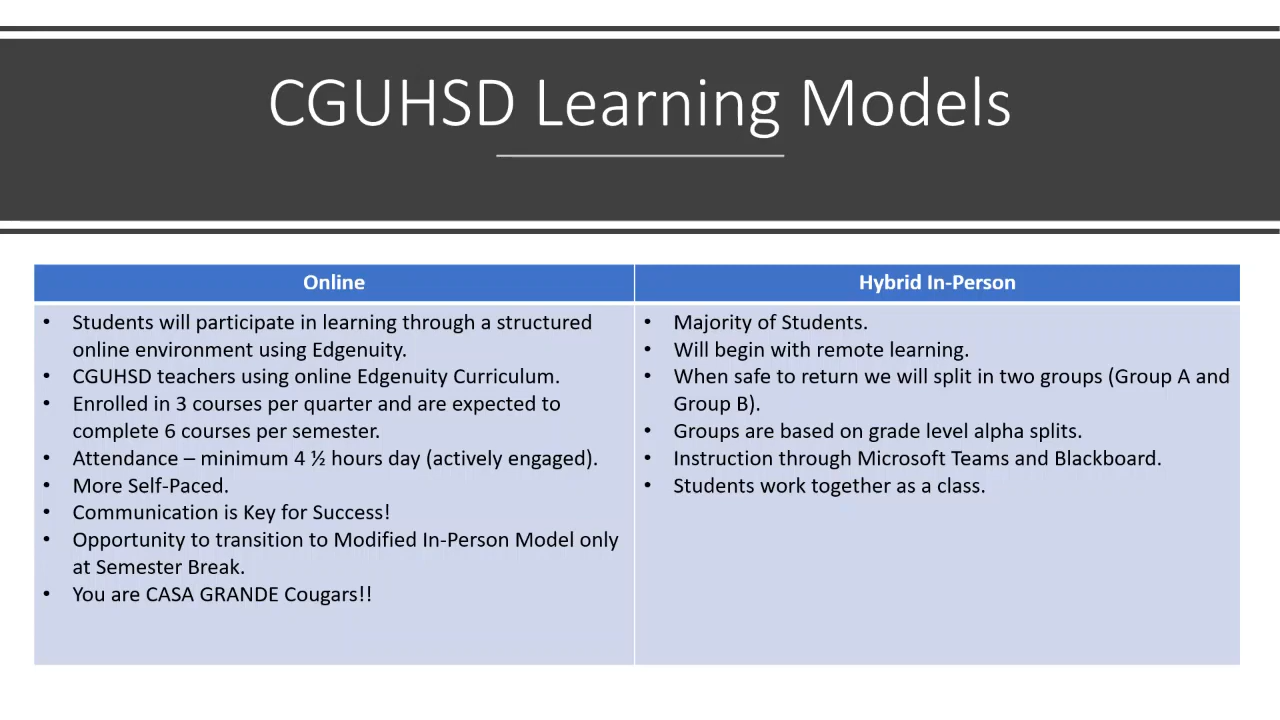 CGUHSD Learning Models
Online
• Students will participate in learning through a structured
online environment using Edgenuity.
• CGUHSD teachers using online Edgenuity Curriculum.
• Enrolled in 3 courses per quarter and are expected to
complete 6 courses per semester.
• Attendance – minimum 4 ½ hours day (actively engaged).
• More Self-Paced.
• Communication is Key for Success!
• Opportunity to transition to Modified In-Person Model only
at Semester Break.
• You are CASA GRANDE Cougars!!
Hybrid In-Person
• Majority of Students.
• Will begin with remote learning.
• When safe to return we will split in two groups (Group A and
Group B).
• Groups are based on grade level alpha splits.
• Instruction through Microsoft Teams and Blackboard.
• Students work together as a class.